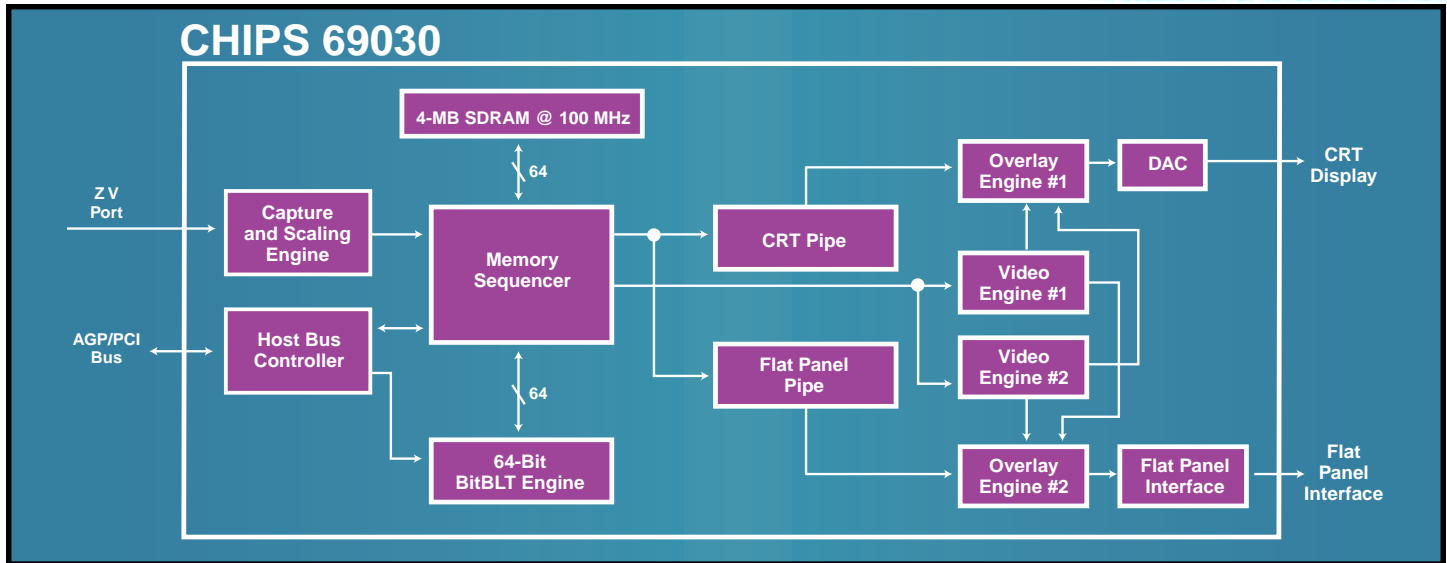 CHIPS 69030
4-MB SDRAM @ 100 MHz
64
Z V
Port
Capture
and Scaling
Engine
Memory
Sequencer
AGP/PCI
Bus
Host Bus
Controller
64
64-Bit
BitBLT Engine
CRT Pipe
Flat Panel
Pipe
Overlay
Engine #1
DAC
CRT
Display
Video
Engine #1
Video
Engine #2
Overlay
Engine #2
Flat Panel
Interface
Flat
Panel
Interface